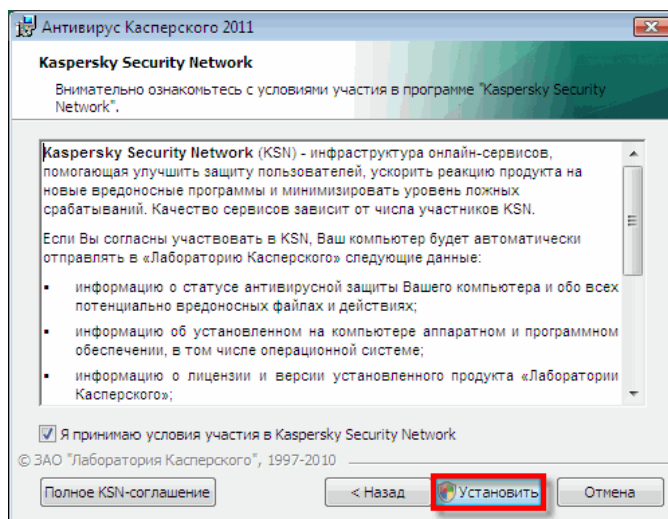 Антивирус Касперского 2011
Kaspersky Security Network
Внимательно ознакомьтесь с условиями участия в программе "Kaspersky Security
Network".
Kaspersky Security Network (KSN) - инфраструктура онлайн-сервисов,
помогающая улучшить защиту пользователей, ускорить реакцию продукта на
новые вредоносные программы и минимизировать уровень ложных
срабатываний. Качество сервисов зависит от числа участников KSN.
Если Вы согласны участвовать в KSN, Ваш компьютер будет автоматически
отправлять в «Лабораторию Касперского» следующие данные:
▪ информацию о статусе антивирусной защиты Вашего компьютера и обо всех
потенциально вредоносных файлах и действиях;
▪ информацию об установленном на компьютере аппаратном и программном
обеспечении, в том числе операционной системе;
▪ информацию о лицензии и версии установленного продукта «Лаборатории
Касперского»;
Я принимаю условия участия в Kaspersky Security Network
© ЗАО "Лаборатория Касперского", 1997-2010
Полное KSN-соглашение < Назад Установить Отмена